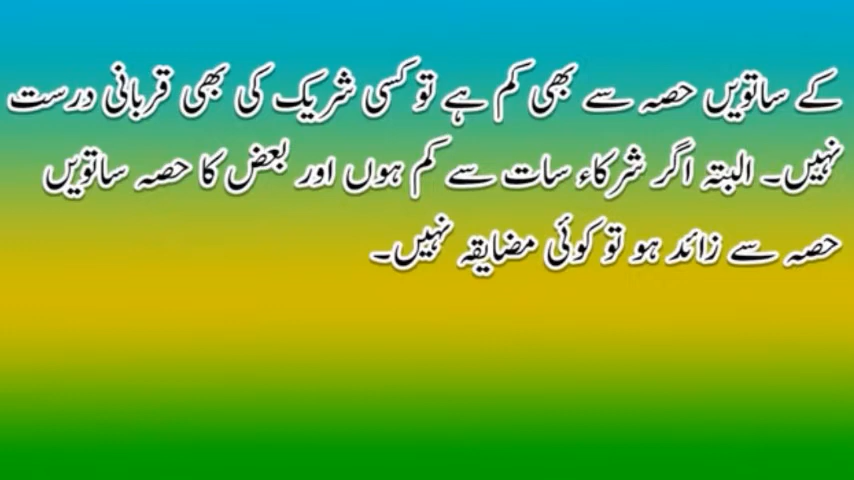 کے ساتویں حصہ سے بھی کم ہے تو کسی شریک کی بھی قربانی درست
نہیں۔ البتہ اگر شرکاء سات سے کم ہوں اور بعض کا حصہ ساتویں
حصہ سے زائد ہو تو کوئی مضایقہ نہیں۔